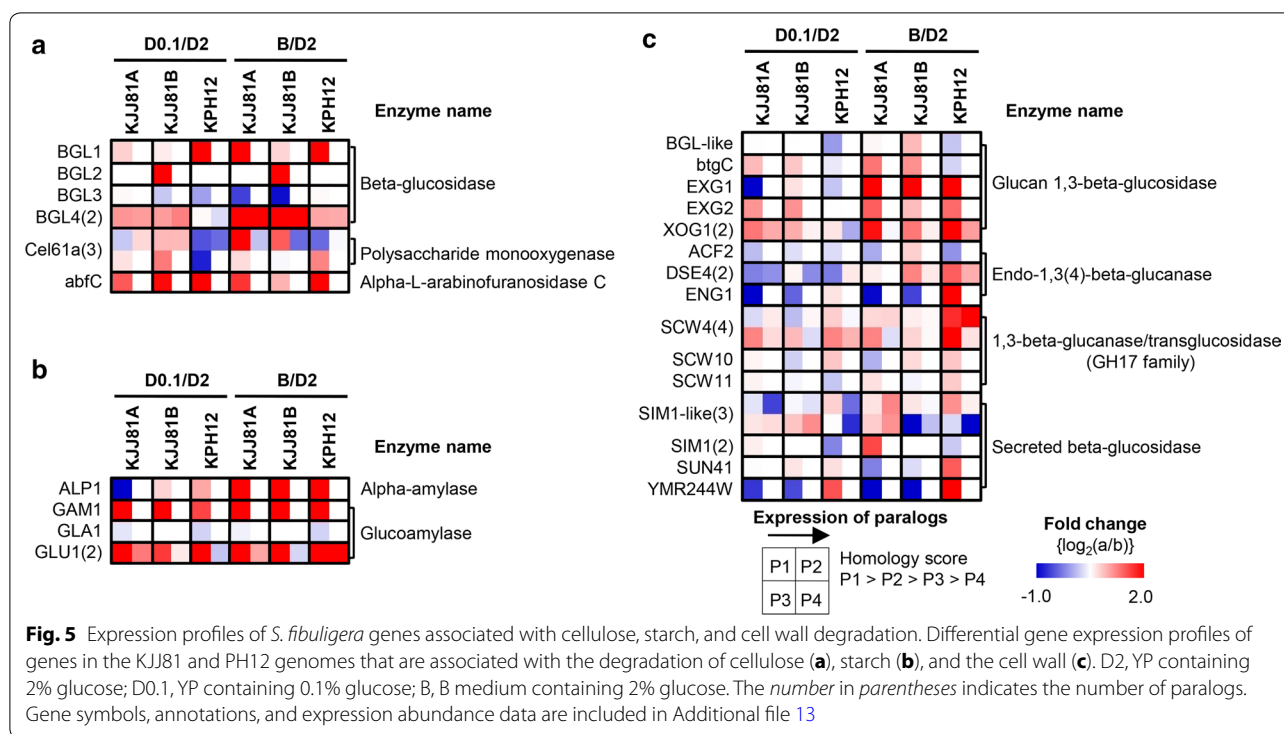 a
D0.1/D2 B/D2
KJJ81A KJJ81B KPH12 KJJ81A KJJ81B KPH12
Enzyme name
BGL1
BGL2
BGL3
BGL4(2)
Beta-glucosidase
Cel61a(3)
Polysaccharide monooxygenase
abfC
Alpha-L-arabinofuranosidase C
b
D0.1/D2 B/D2
KJJ81A KJJ81B KPH12 KJJ81A KJJ81B KPH12
Enzyme name
ALP1
Alpha-amylase
GAM1
GLA1
GLU1(2)
Glucoamylase
c
D0.1/D2 B/D2
KJJ81A KJJ81B KPH12 KJJ81A KJJ81B KPH12
Enzyme name
BGL-like
btgC
EXG1
EXG2
XOG1(2)
Glucan 1,3-beta-glucosidase
ACF2
DSE4(2)
ENG1
Endo-1,3(4)-beta-glucanase
SCW4(4)
SCW10
SCW11
1,3-beta-glucanase/transglucosidase
(GH17 family)
SIM1-like(3)
SIM1(2)
SUN41
YMR244W
Secreted beta-glucosidase
Expression of paralogs
P1 P2
P3 P4
Homology score
P1 > P2 > P3 > P4
Fold change
{log2(a/b)}
-1.0 2.0
Fig. 5 Expression profiles of S. fibuligera genes associated with cellulose, starch, and cell wall degradation. Differential gene expression profiles of
genes in the KJJ81 and PH12 genomes that are associated with the degradation of cellulose (a), starch (b), and the cell wall (c). D2, YP containing
2% glucose; D0.1, YP containing 0.1% glucose; B, B medium containing 2% glucose. The number in parentheses indicates the number of paralogs.
Gene symbols, annotations, and expression abundance data are included in Additional file 13